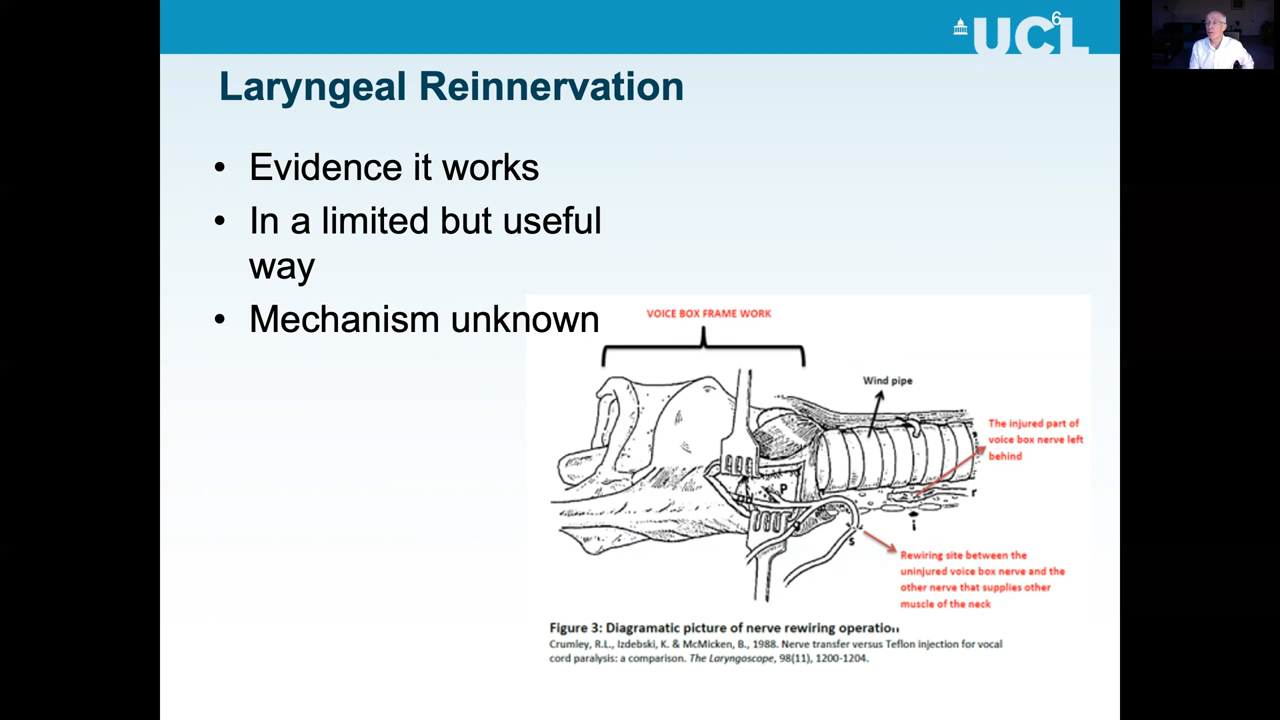 6
UCL
Laryngeal Reinnervation
• Evidence it works
• In a limited but useful
way
• Mechanism unknown
VOICE BOX FRAME WORK
Wind pipe
The injured part of
voice box nerve left
behind
P
r
i
s
Rewiring site between the
uninjured voice box nerve and the
other nerve that supplies other
muscle of the neck
Figure 3: Diagramatic picture of nerve rewiring operation
Crumley, R.L., Izdebski, K. & McMicken, B., 1988. Nerve transfer versus Teflon injection for vocal
cord paralysis: a comparison. The Laryngoscope, 98(11), 1200-1204.